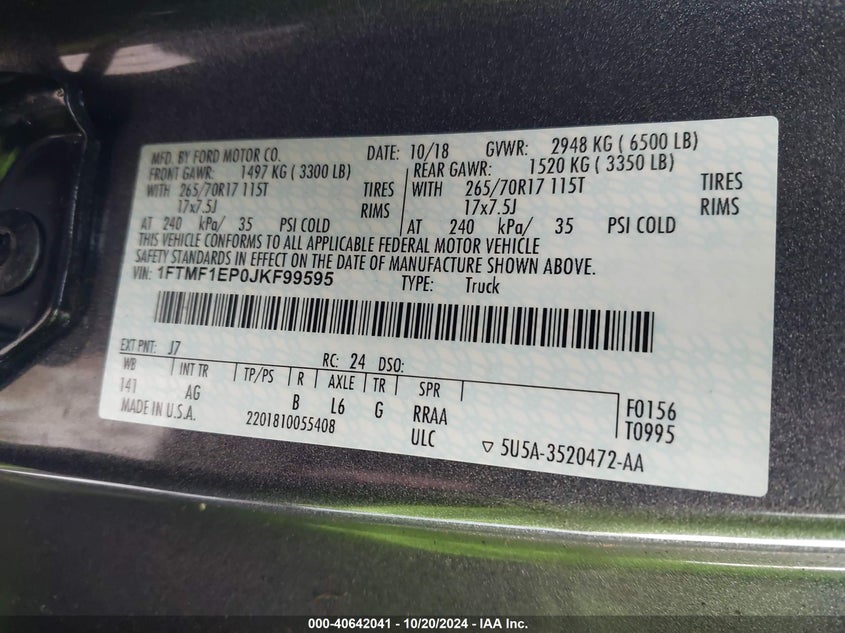 MFD. BY FORD MOTOR CO. DATE: 10/18 GVWR: 2948 KG ( 6500 LB)
FRONT GAWR: 1497 KG ( 3300 LB) REAR GAWR: 1520 KG ( 3350 LB)
WITH 265/70R17 115T TIRES WITH 265/70R17 115T TIRES
17x7.5J RIMS 17x7.5J RIMS
AT 240 kPa/ 35 PSI COLD AT 240 kPa/ 35 PSI COLD
THIS VEHICLE CONFORMS TO ALL APPLICABLE FEDERAL MOTOR VEHICLE
SAFETY STANDARDS IN EFFECT ON THE DATE OF MANUFACTURE SHOWN ABOVE.
VIN: 1FTMF1EP0JKF99595 TYPE: Truck
EXT PNT: J7 RC: 24 DSO:
WB INT TR TP/PS R AXLE TR SPR
141 AG B L6 G RRAA F0156
MADE IN U.S.A. 2201810055408 ULC T0995
5U5A-3520472-AA
000-40642041 - 10/20/2024 - IAA Inc.